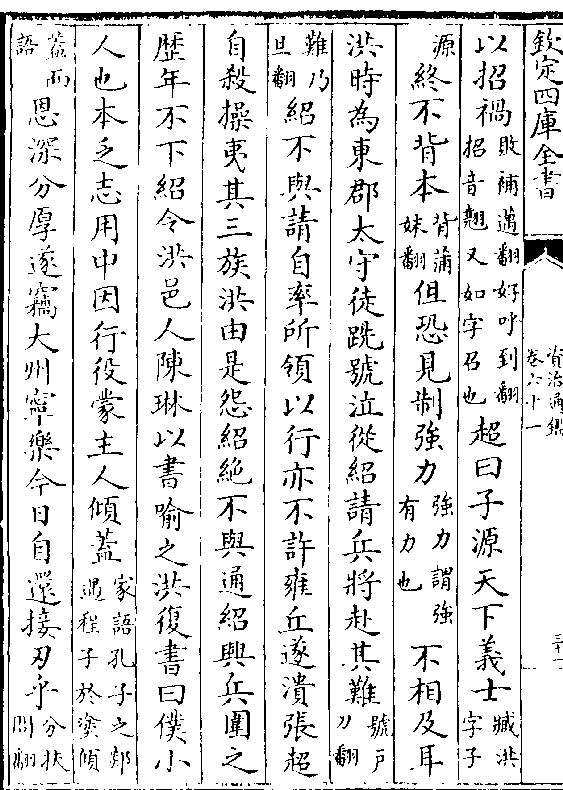 欽定四庫全書
資治通鑑
卷六十一
三十一
以招禍敗補邁翻好呼到翻招音翹又如字召也超曰子源天下義士臧洪字子
源終不背本背蒲妹翻但恐見制強力強力謂強有力也不相及耳
洪時為東郡太守徒跣號泣從紹請兵將赴其難號戶刀翻
難乃旦翻紹不與請自率所領以行亦不許雍丘遂潰張超
自殺操夷其三族洪由是怨紹絶不與通紹興兵圍之
歷年不下紹令洪邑人陳琳以書喻之洪復書曰僕小
人也本乏志用中因行役蒙主人傾蓋家語孔子之郯遇程子於塗傾
蓋而語恩深分厚遂竊大州寧樂今日自還接刃乎分扶問翻